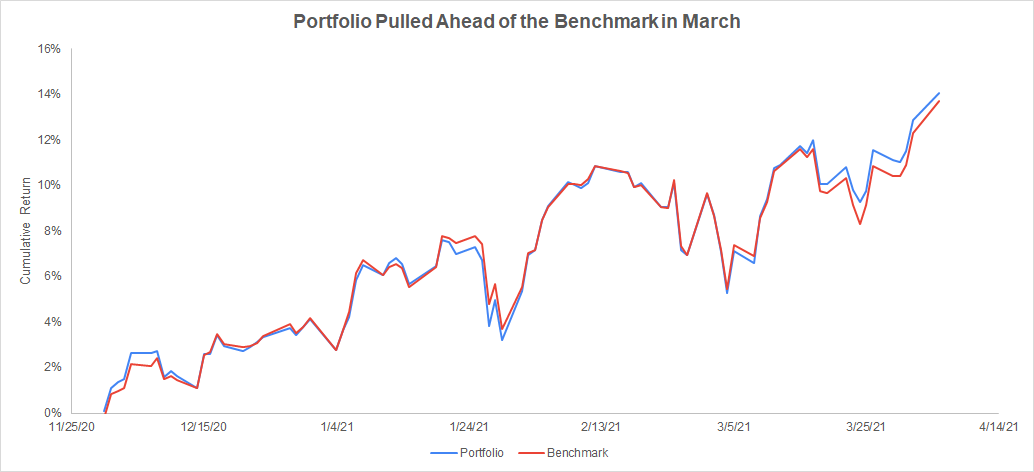 Portfolio Pulled Ahead of the Benchmark in March
16%
14%
12%
10%
8%
6%
4%
2%
0%
Cumulative Return
11/25/20 12/15/20 1/4/21 1/24/21 2/13/21 3/5/21 3/25/21 4/14/21
Portfolio Benchmark